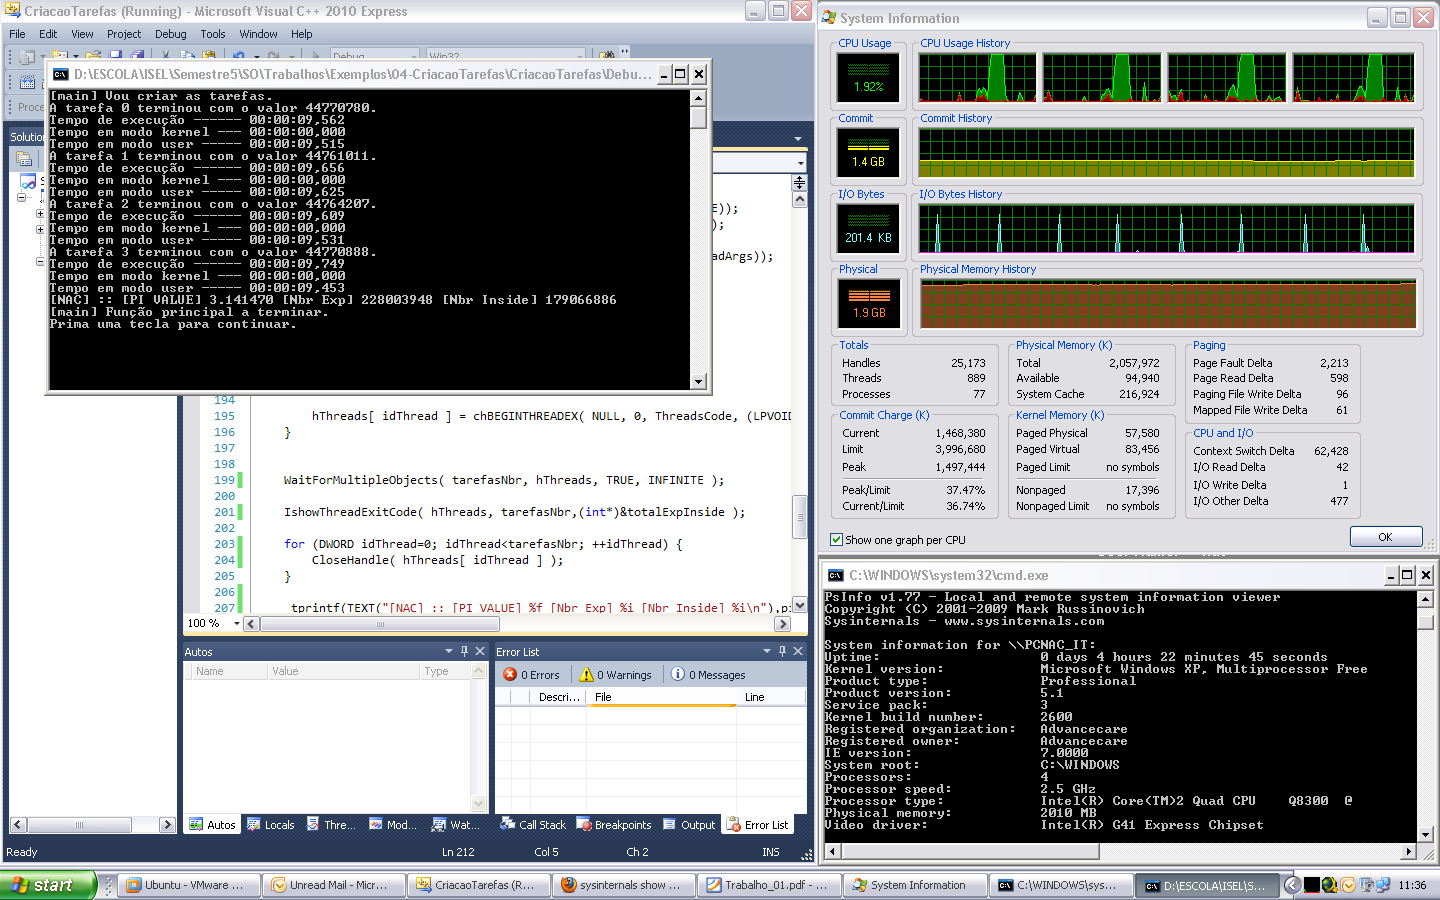 CriacaoTarefas (Running) - Microsoft Visual C++ 2010 Express
File Edit View Project Debug Tools Window Help
Debug Win32
D:\ESCOLA\ISEL\Semestre5\SO\Trabalhos\Exemplos\04-CriacaoTarefas\CriacaoTarefas\Debu...
[main] Vou criar as tarefas.
A tarefa 0 terminou com o valor 44770780.
Tempo de execução ------ 00:00:09,562
Tempo em modo kernel --- 00:00:00,000
Tempo em modo user ----- 00:00:09,515
A tarefa 1 terminou com o valor 44761011.
Tempo de execução ------ 00:00:09,656
Tempo em modo kernel --- 00:00:00,000
Tempo em modo user ----- 00:00:09,625
A tarefa 2 terminou com o valor 44764207.
Tempo de execução ------ 00:00:09,609
Tempo em modo kernel --- 00:00:00,000
Tempo em modo user ----- 00:00:09,531
A tarefa 3 terminou com o valor 44770888.
Tempo de execução ------ 00:00:09,749
Tempo em modo kernel --- 00:00:00,000
Tempo em modo user ----- 00:00:09,453
[NAC] :: [PI VALUE] 3.141470 [Nbr Exp] 228003948 [Nbr Inside] 179066886
[main] Função principal a terminar.
Prima uma tecla para continuar.
Proce
Solution
E));
);
adArgs));
194
195 hThreads[ idThread ] = chBEGINTHREADEX( NULL, 0, ThreadsCode, (LPVOID
196 }
197
198
199 WaitForMultipleObjects( tarefasNbr, hThreads, TRUE, INFINITE );
200
201 IshowThreadExitCode( hThreads, tarefasNbr,(int*)&totalExpInside );
202
203 for (DWORD idThread=0; idThread<tarefasNbr; ++idThread) {
204 CloseHandle( hThreads[ idThread ] );
205 }
206
207 _tprintf(TEXT("[NAC] :: [PI VALUE] %f [Nbr Exp] %i [Nbr Inside] %i\n"),pi
100 %
Autos
Name Value Type
Error List
0 Errors 0 Warnings 0 Messages
Descri... File Line
Autos Locals Thre... Mod... Wat... Call Stack Breakpoints Output Error List
Ready Ln 212 Col 5 Ch 2 INS
System Information
CPU Usage CPU Usage History
1.92%
Commit Commit History
1.4 GB
I/O Bytes I/O Bytes History
201.4 KB
Physical Physical Memory History
1.9 GB
Totals
Handles 25,173
Threads 889
Processes 77
Commit Charge (K)
Current 1,468,380
Limit 3,996,680
Peak 1,497,444
Peak/Limit 37.47%
Current/Limit 36.74%
Physical Memory (K)
Total 2,057,972
Available 94,940
System Cache 216,924
Kernel Memory (K)
Paged Physical 57,580
Paged Virtual 83,456
Paged Limit no symbols
Nonpaged 17,396
Nonpaged Limit no symbols
Paging
Page Fault Delta 2,213
Page Read Delta 598
Paging File Write Delta 96
Mapped File Write Delta 61
CPU and I/O
Context Switch Delta 62,428
I/O Read Delta 42
I/O Write Delta 1
I/O Other Delta 477
Show one graph per CPU
OK
C:\WINDOWS\system32\cmd.exe
PsInfo v1.77 - Local and remote system information viewer
Copyright (C) 2001-2009 Mark Russinovich
Sysinternals - www.sysinternals.com
System information for \\PCNAC_IT:
Uptime: 0 days 4 hours 22 minutes 45 seconds
Kernel version: Microsoft Windows XP, Multiprocessor Free
Product type: Professional
Product version: 5.1
Service pack: 3
Kernel build number: 2600
Registered organization: Advancecare
Registered owner: Advancecare
IE version: 7.0000
System root: C:\WINDOWS
Processors: 4
Processor speed: 2.5 GHz
Processor type: Intel(R) Core(TM)2 Quad CPU Q8300 @
Physical memory: 2010 MB
Video driver: Intel(R) G41 Express Chipset
start
Ubuntu - VMware ...
Unread Mail - Micr...
CriacaoTarefas (R...
sysinternals show ...
Trabalho_01.pdf - ...
System Information
C:\WINDOWS\sys...
D:\ESCOLA\ISEL\S...
11:36